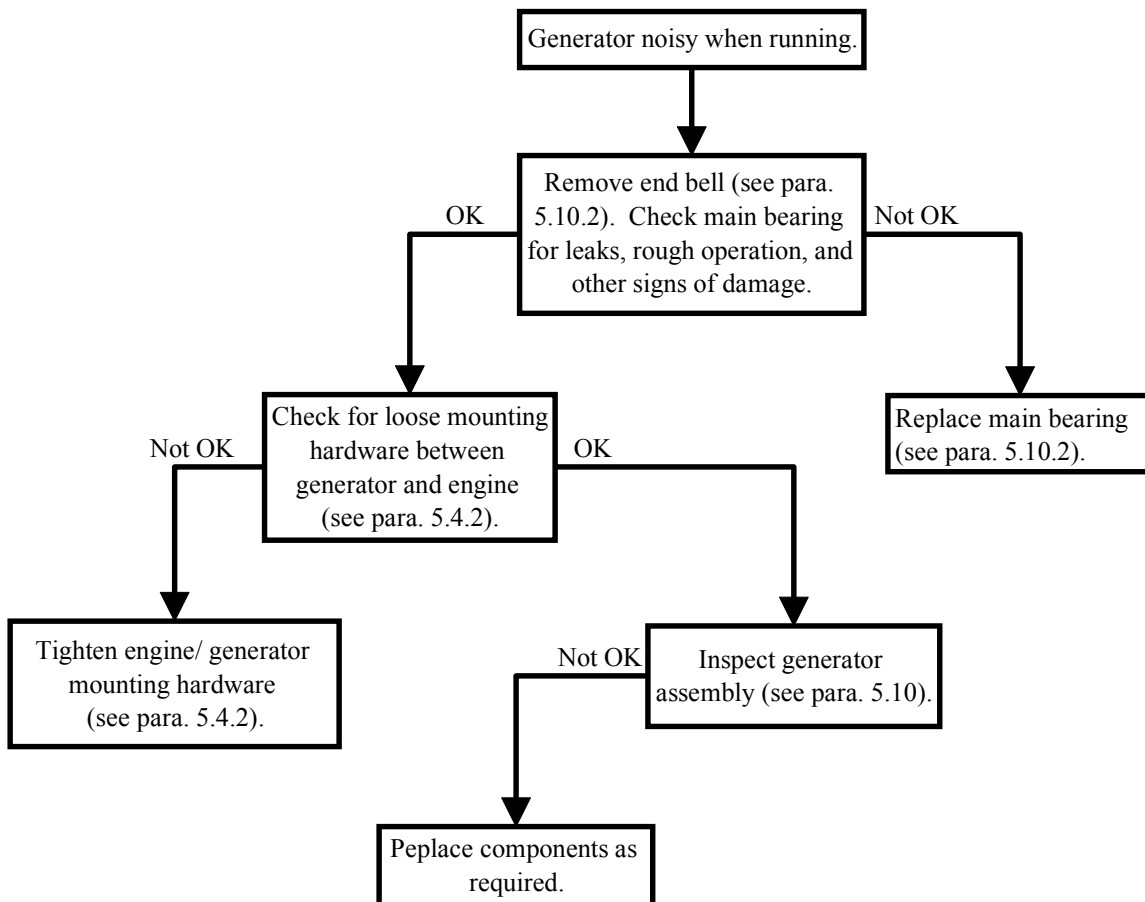 Generator noisy when running.
Remove end bell (see para.
5.10.2).  Check main bearing
for leaks, rough operation, and
other signs of damage.
OK
Not OK
Check for loose mounting
hardware between
generator and engine
(see para. 5.4.2).
Replace main bearing
(see para. 5.10.2).
Not OK
OK
Tighten engine/ generator
mounting hardware
(see para. 5.4.2).
Inspect generator
assembly (see para. 5.10).
Not OK
Peplace components as
required.